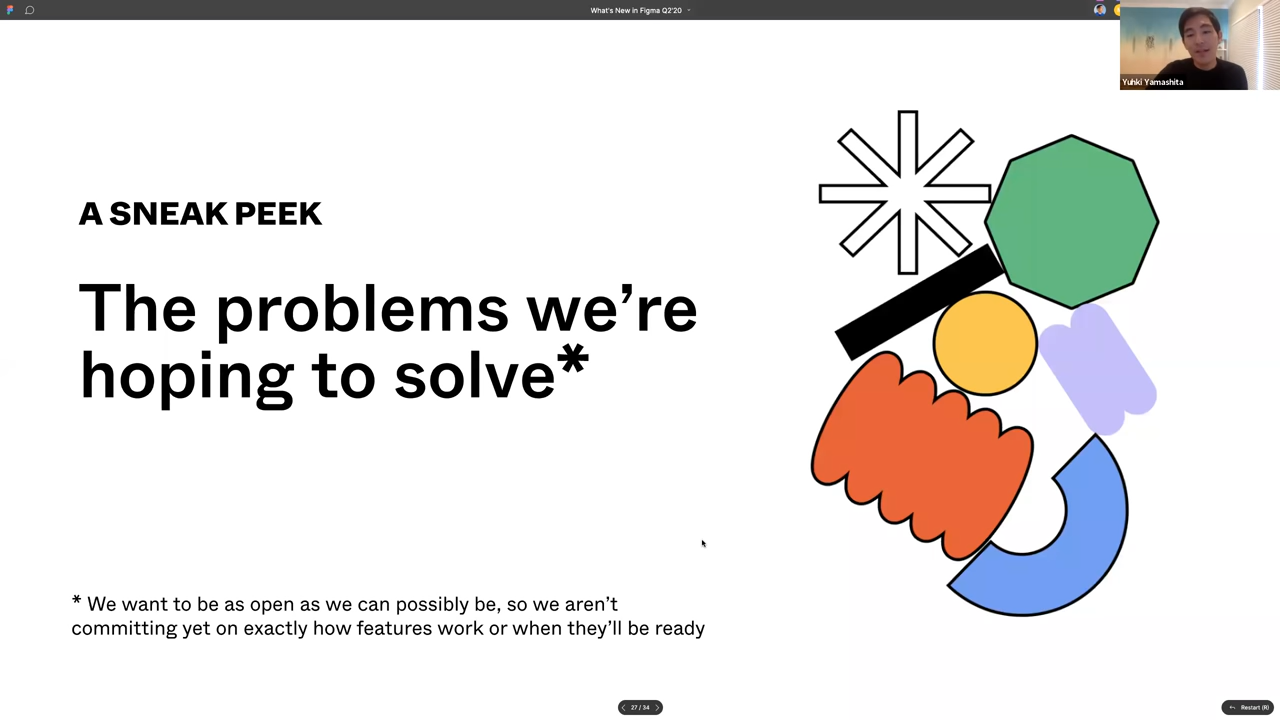 What's New in Figma Q2'20
Yuhki Yamashita
A SNEAK PEEK
The problems we’re
hoping to solve*
* We want to be as open as we can possibly be, so we aren’t
committing yet on exactly how features work or when they’ll be ready
27 / 34
Restart (R)